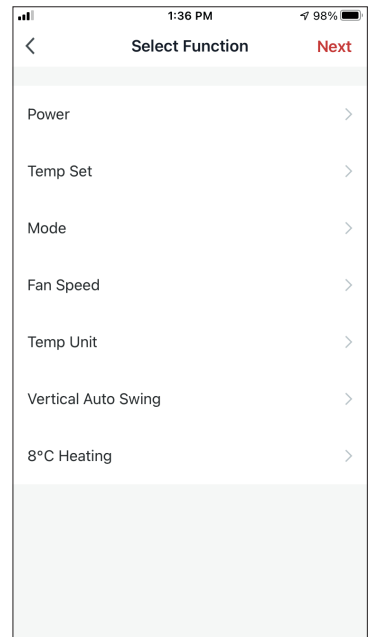 1:36 PM 98%
Select Function Next
Power
Temp Set
Mode
Fan Speed
Temp Unit
Vertical Auto Swing
8°C Heating